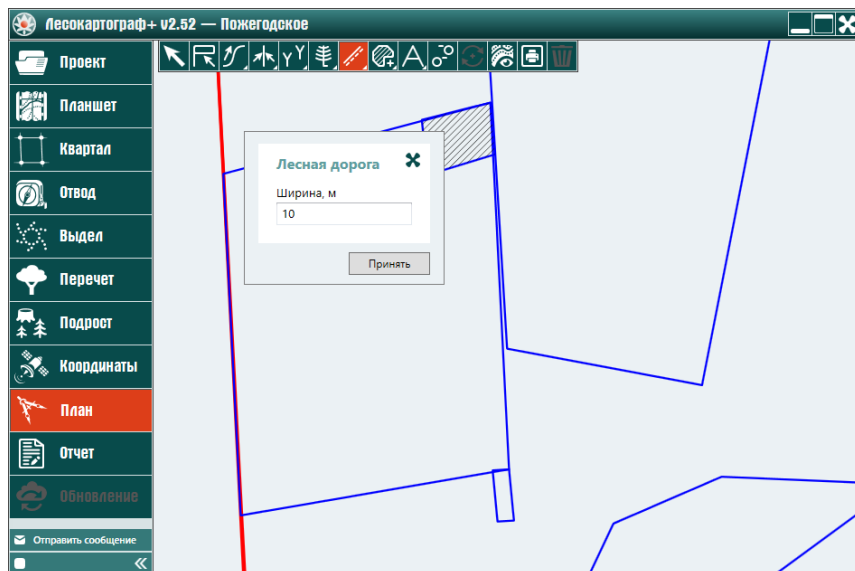 Лесокартограф+ v2.52 — Пожегодское
Проект
Планшет
Квартал
Отвод
Выдел
Перечет
Подрост
Координаты
План
Отчет
Обновление
Отправить сообщение
Лесная дорога
Ширина, м
10
Принять